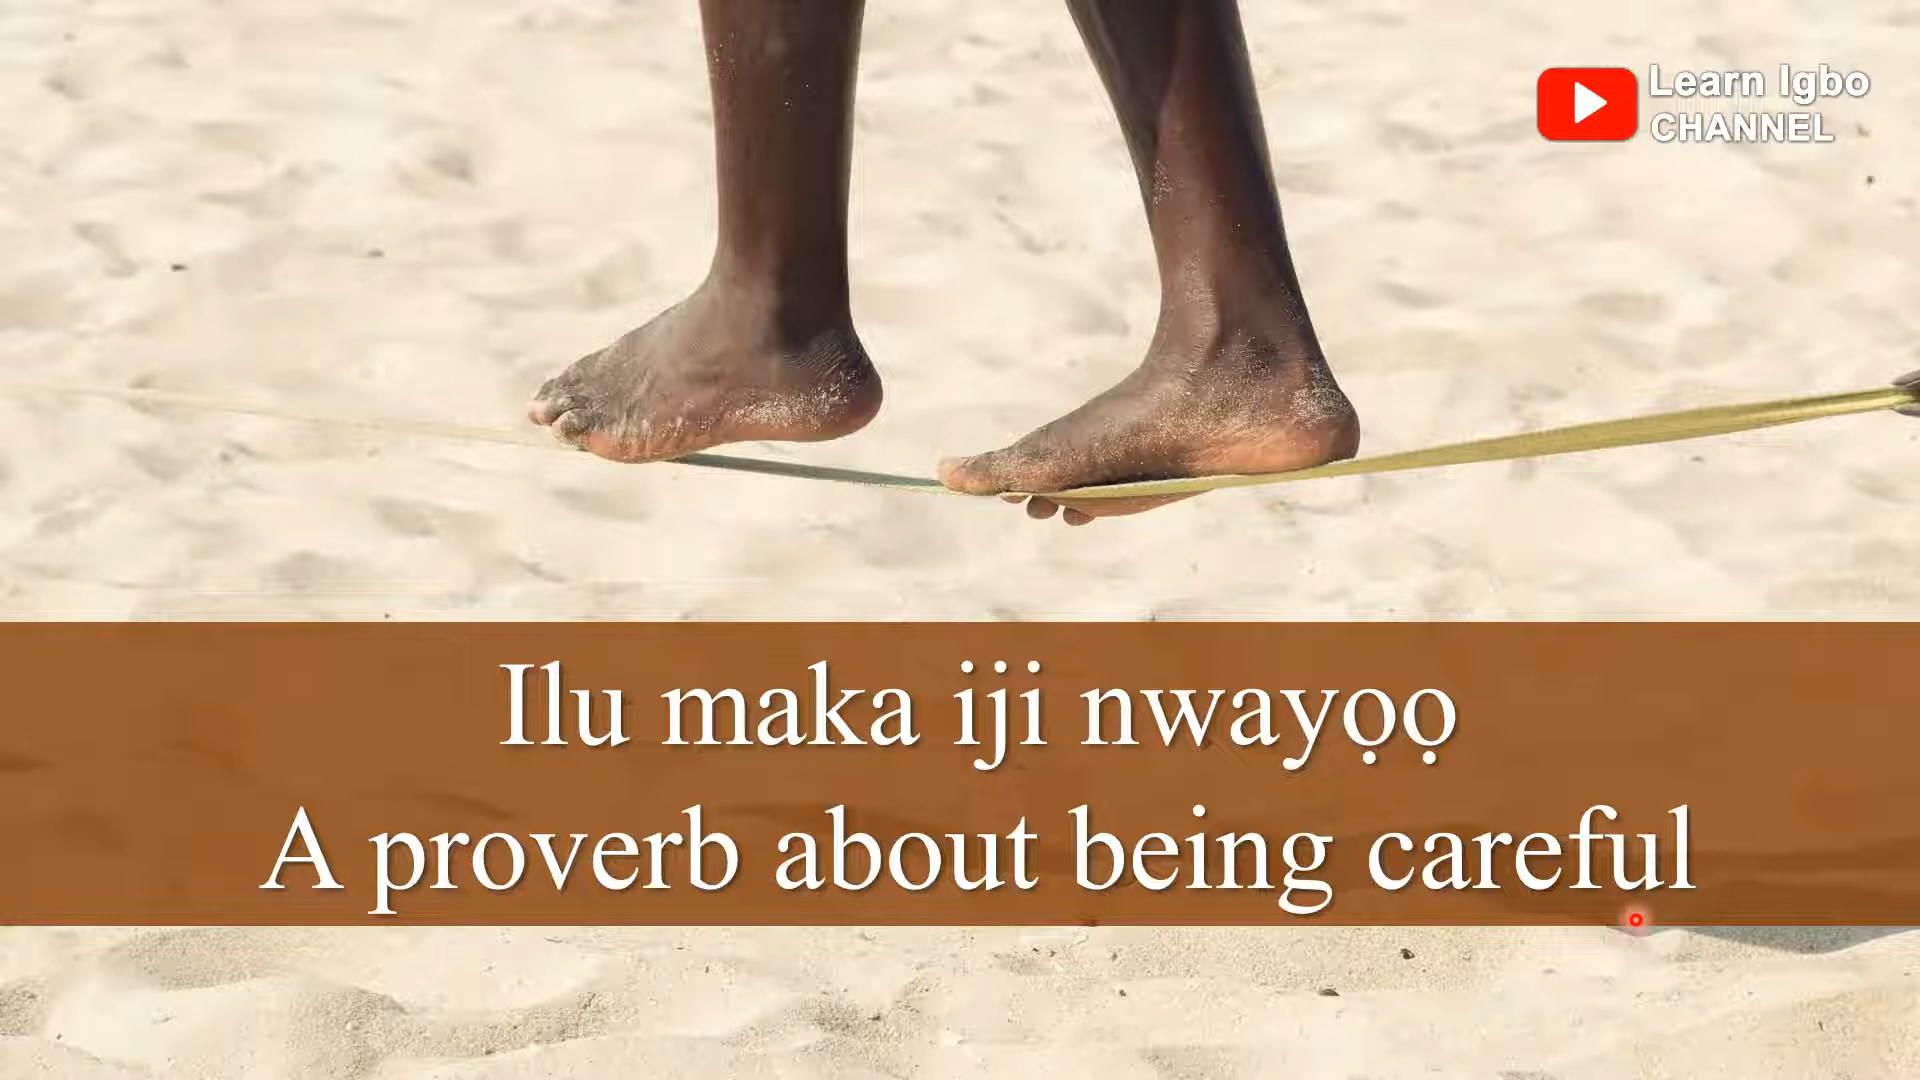 Learn Igbo
CHANNEL
Ilu maka iji nwayọọ
A proverb about being careful